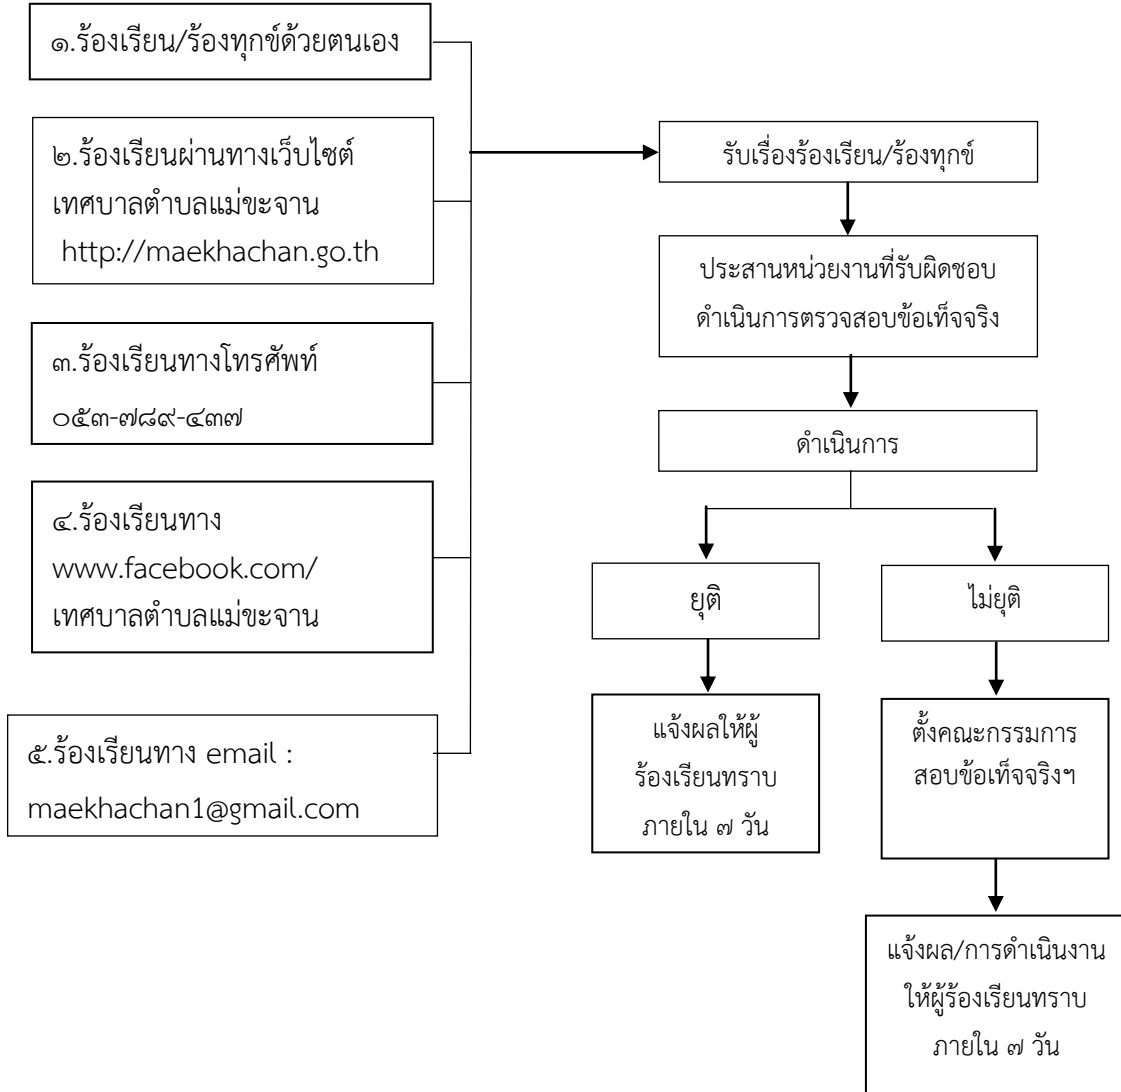 ๑.ร้องเรียน/ร้องทุกข์ด้วยตนเอง
๒.ร้องเรียนผ่านทางเว็บไซต์
เทศบาลตำบลแม่ขะจาน
http://maekhachan.go.th
๓.ร้องเรียนทางโทรศัพท์
๐๕๓-๗๘๙-๔๓๗
๔.ร้องเรียนทาง
www.facebook.com/
เทศบาลตำบลแม่ขะจาน
๕.ร้องเรียนทาง email :
maekhachan1@gmail.com
รับเรื่องร้องเรียน/ร้องทุกข์
ประสานหน่วยงานที่รับผิดชอบ
ดำเนินการตรวจสอบข้อเท็จจริง
ดำเนินการ
ยุติ
แจ้งผลให้ผู้
ร้องเรียนทราบ
ภายใน ๗ วัน
ไม่ยุติ
ตั้งคณะกรรมการ
สอบข้อเท็จจริงฯ
แจ้งผล/การดำเนินงาน
ให้ผู้ร้องเรียนทราบ
ภายใน ๗ วัน